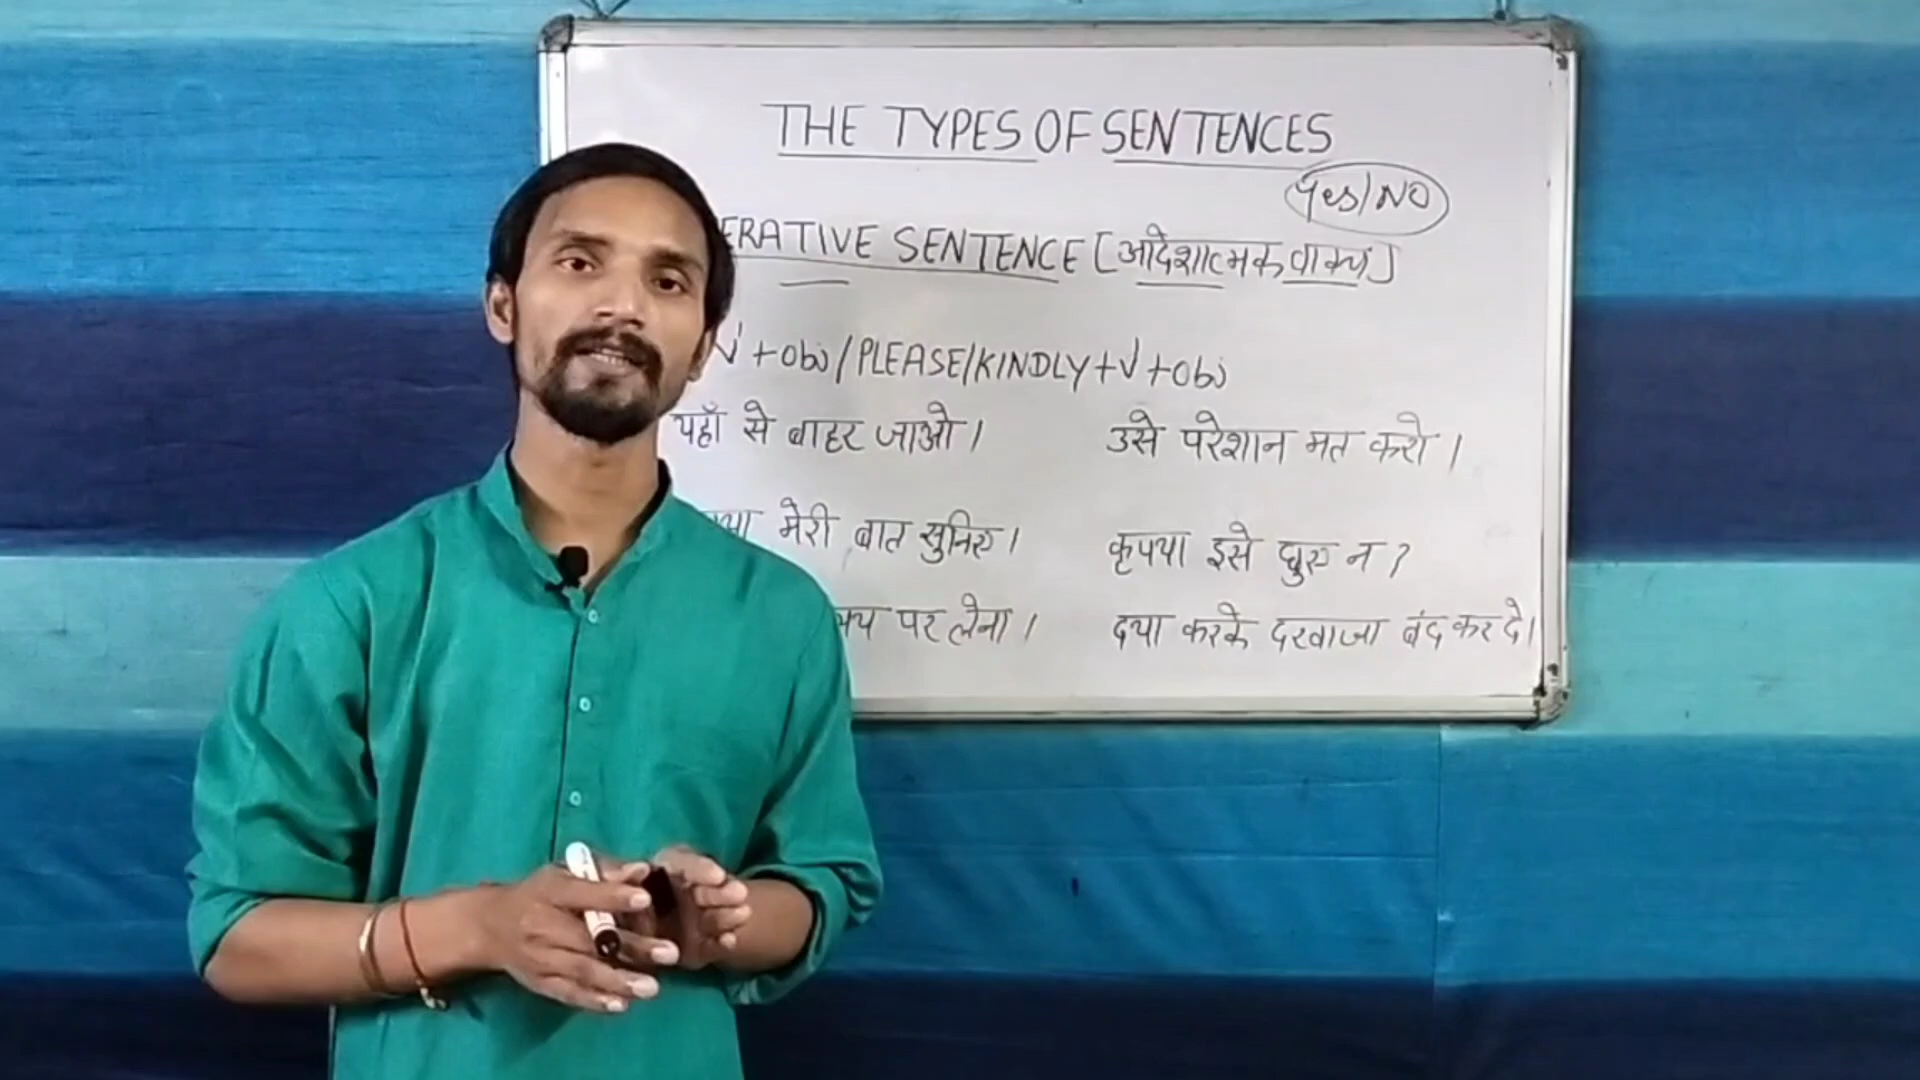 THE TYPES OF SENTENCES
Yes/NO
ERATIVE SENTENCE [आदेशात्मक वाक्य]
+obj/PLEASE/KINDLY+V+obj
यहाँ से बाहर जाओ।
उसे परेशान मत करो।
मेरी बात सुनिए।
कृपया इसे न?
पर लेना।
दया करके दरवाजा बंद कर दे।